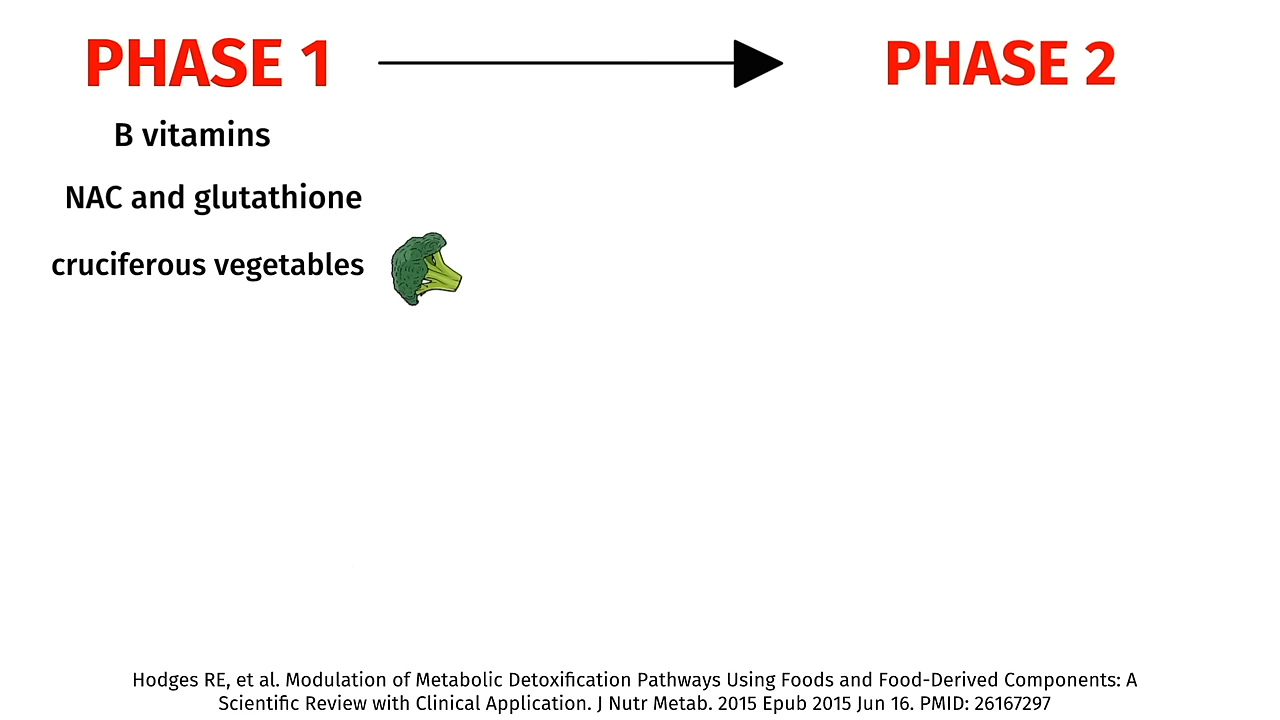 PHASE 1
PHASE 2
B vitamins
NAC and glutathione
cruciferous vegetables
Hodges RE, et al. Modulation of Metabolic Detoxification Pathways Using Foods and Food-Derived Components: A
Scientific Review with Clinical Application. J Nutr Metab. 2015 Epub 2015 Jun 16. PMID: 26167297